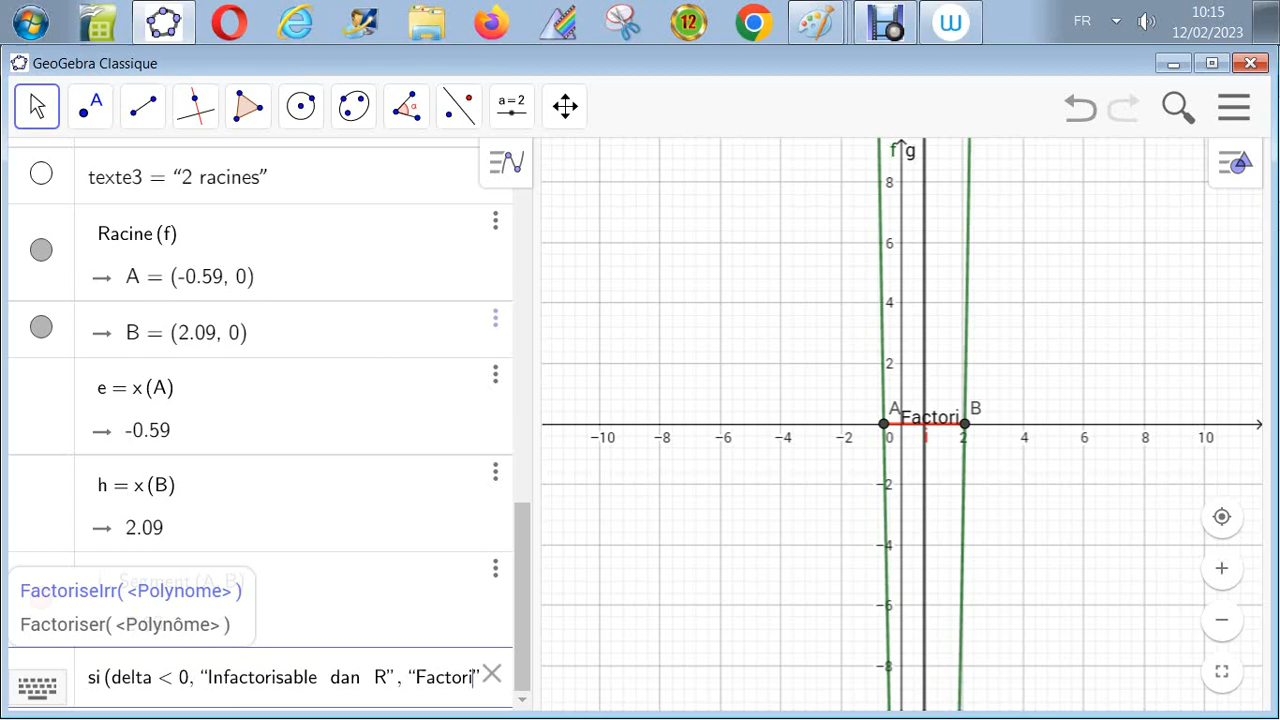 12
W
FR
10:15
12/02/2023
GeoGebra Classique
A
α
a=2
texte3 = “2 racines”
Racine (f)
→ A = (-0.59, 0)
→ B = (2.09, 0)
e = x (A)
→ -0.59
h = x (B)
→ 2.09
Segment (A, B)
FactoriseIrr( <Polynome> )
Factoriser( <Polynôme> )
si (delta < 0, “Infactorisable dan R”, “Factori”
f g
8
6
4
2
A Factori B
−10 −8 −6 −4 −2 0 2 4 6 8 10
−2
−4
−6
−8